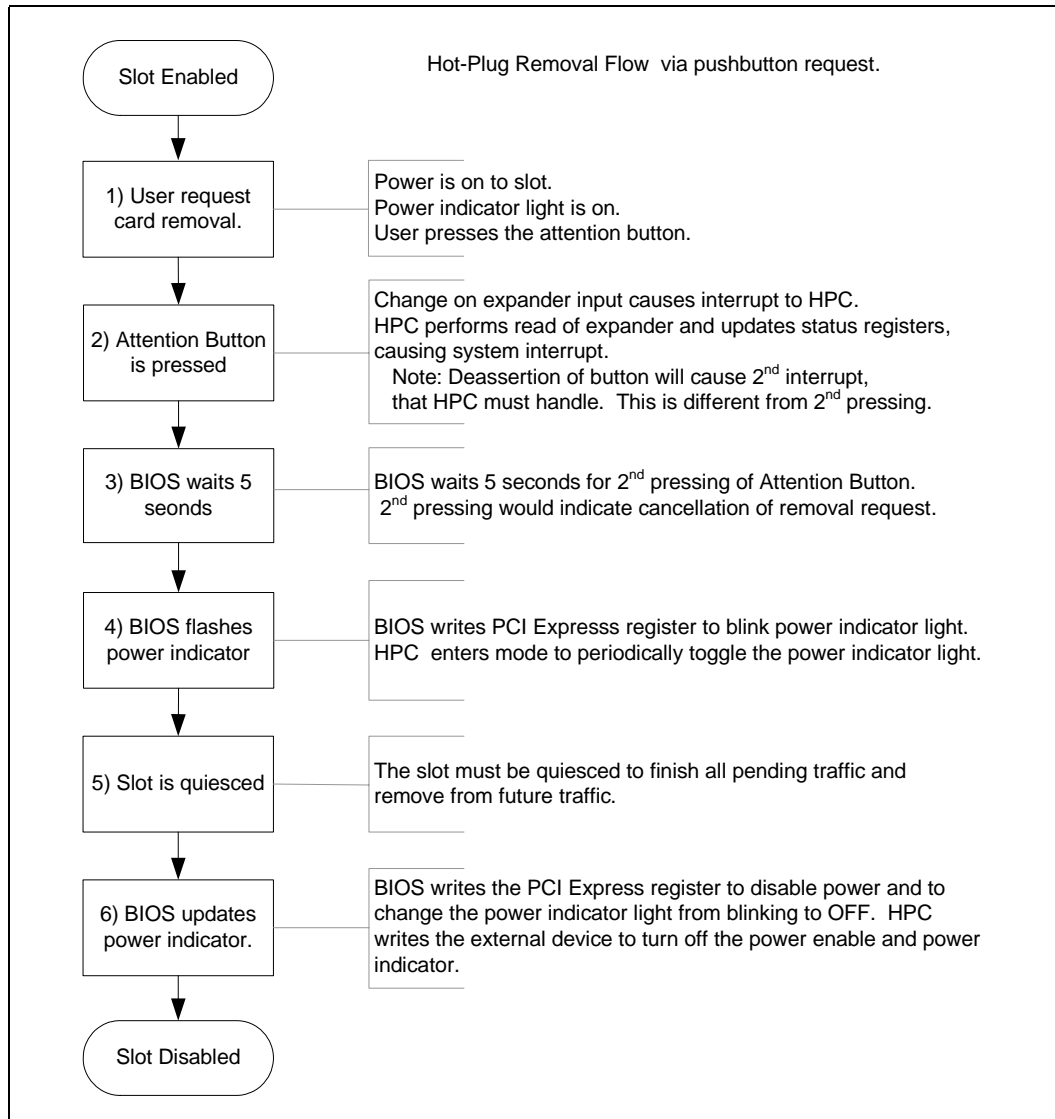 Slot Enabled
Hot-Plug Removal Flow via pushbutton request.
1) User request
card removal.
Power is on to slot.
Power indicator light is on.
User presses the attention button.
2) Attention Button
is pressed
Change on expander input causes interrupt to HPC.
HPC performs read of expander and updates status registers,
causing system interrupt.
Note: Deassertion of button will cause 2nd interrupt,
that HPC must handle. This is different from 2nd pressing.
3) BIOS waits 5
seonds
BIOS waits 5 seconds for 2nd pressing of Attention Button.
2nd pressing would indicate cancellation of removal request.
4) BIOS flashes
power indicator
BIOS writes PCI Expresss register to blink power indicator light.
HPC enters mode to periodically toggle the power indicator light.
5) Slot is quiesced
The slot must be quiesced to finish all pending traffic and
remove from future traffic.
6) BIOS updates
power indicator.
BIOS writes the PCI Express register to disable power and to
change the power indicator light from blinking to OFF. HPC
writes the external device to turn off the power enable and power
indicator.
Slot Disabled